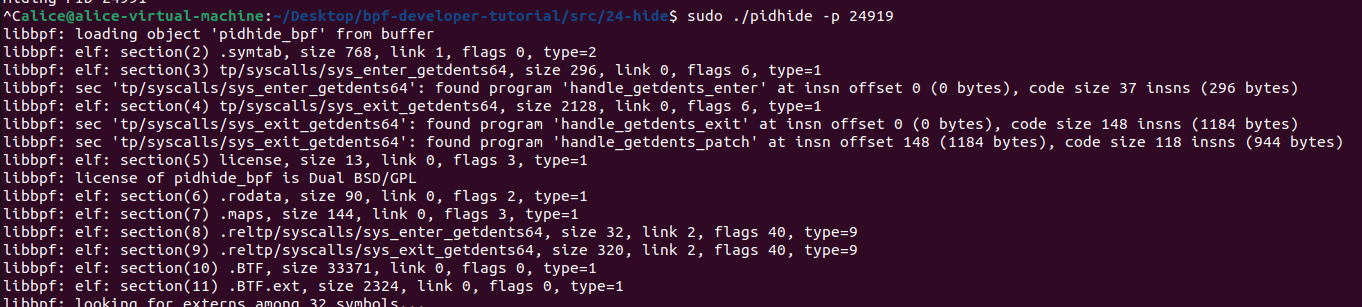 Hiding PID 24991
^Calice@alice-virtual-machine:~/Desktop/bpf-developer-tutorial/src/24-hide$ sudo ./pidhide -p 24919
libbpf: loading object 'pidhide_bpf' from buffer
libbpf: elf: section(2) .symtab, size 768, link 1, flags 0, type=2
libbpf: elf: section(3) tp/syscalls/sys_enter_getdents64, size 296, link 0, flags 6, type=1
libbpf: sec 'tp/syscalls/sys_enter_getdents64': found program 'handle_getdents_enter' at insn offset 0 (0 bytes), code size 37 insns (296 bytes)
libbpf: elf: section(4) tp/syscalls/sys_exit_getdents64, size 2128, link 0, flags 6, type=1
libbpf: sec 'tp/syscalls/sys_exit_getdents64': found program 'handle_getdents_exit' at insn offset 0 (0 bytes), code size 148 insns (1184 bytes)
libbpf: sec 'tp/syscalls/sys_exit_getdents64': found program 'handle_getdents_patch' at insn offset 148 (1184 bytes), code size 118 insns (944 bytes)
libbpf: elf: section(5) license, size 13, link 0, flags 3, type=1
libbpf: license of pidhide_bpf is Dual BSD/GPL
libbpf: elf: section(6) .rodata, size 90, link 0, flags 2, type=1
libbpf: elf: section(7) .maps, size 144, link 0, flags 3, type=1
libbpf: elf: section(8) .reltp/syscalls/sys_enter_getdents64, size 32, link 2, flags 40, type=9
libbpf: elf: section(9) .reltp/syscalls/sys_exit_getdents64, size 320, link 2, flags 40, type=9
libbpf: elf: section(10) .BTF, size 33371, link 0, flags 0, type=1
libbpf: elf: section(11) .BTF.ext, size 2324, link 0, flags 0, type=1
libbpf: looking for externs among 32 symbols...